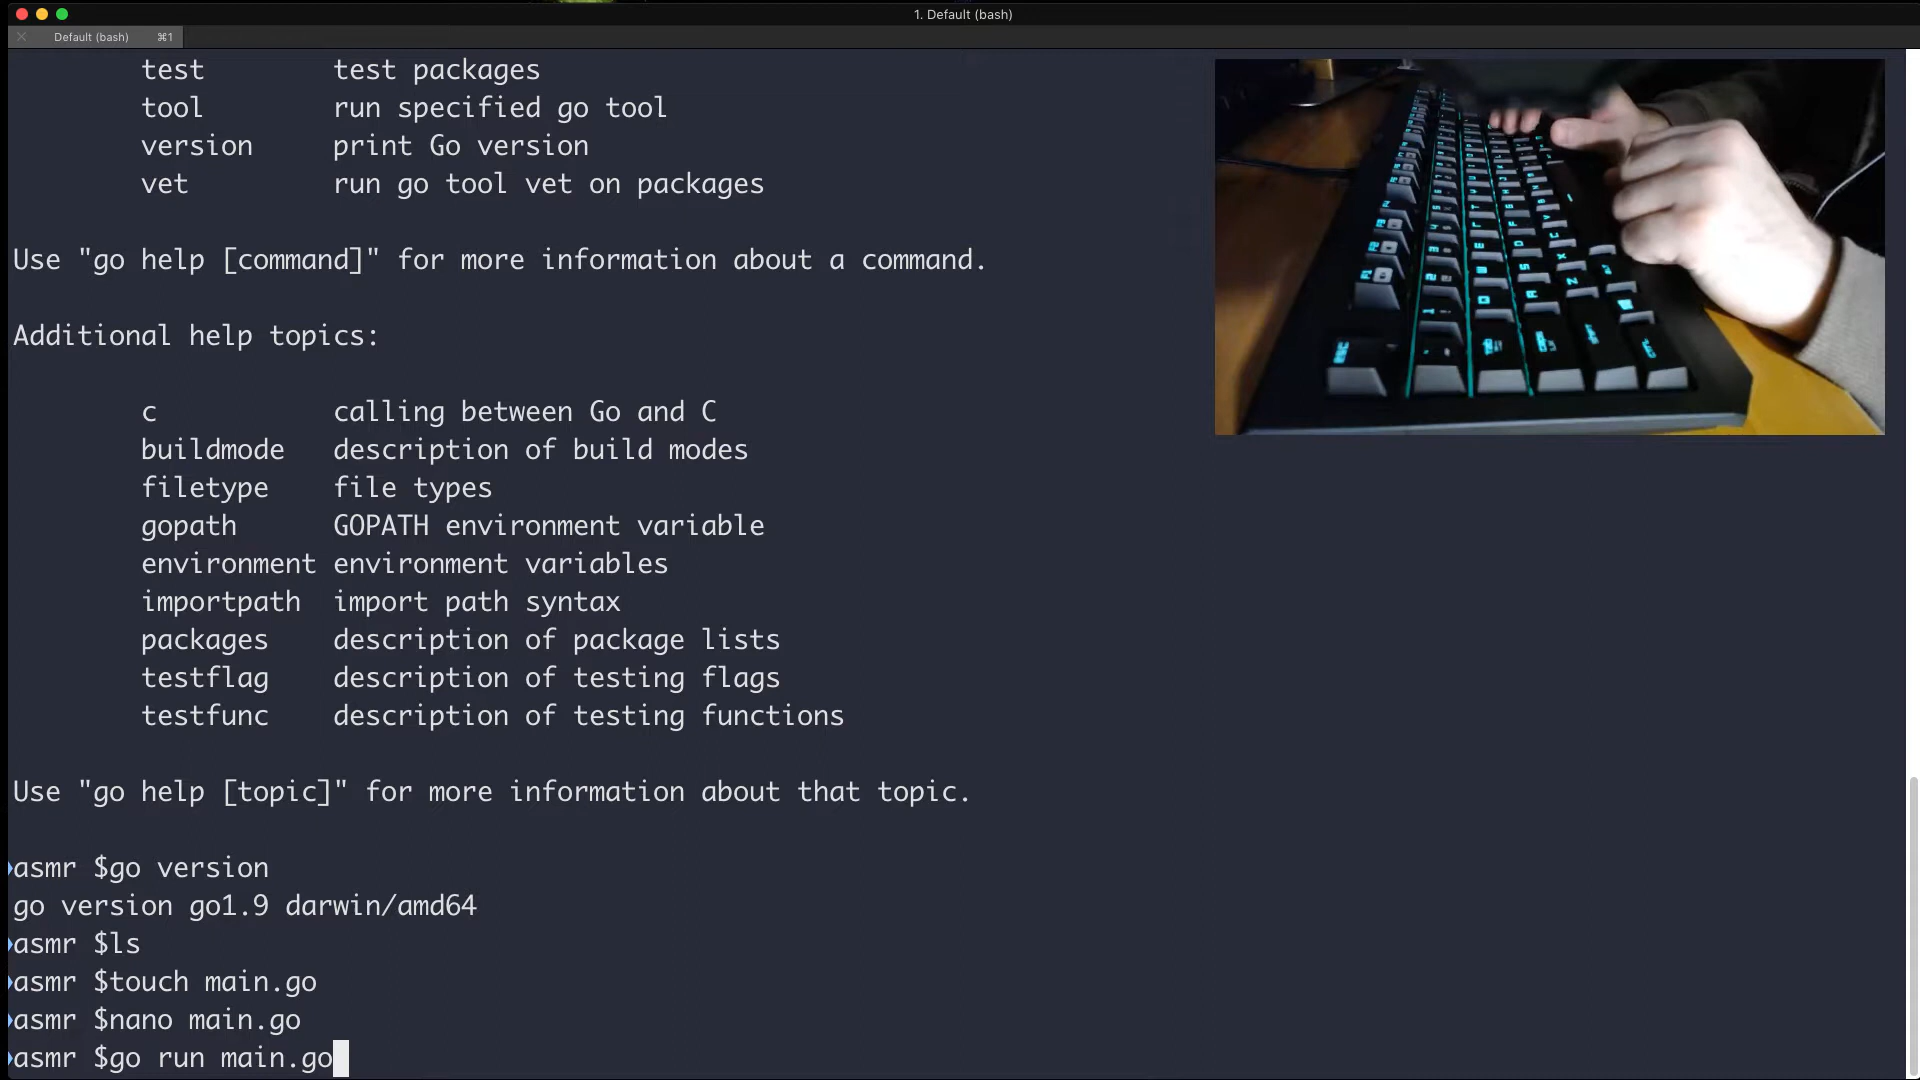 1. Default (bash)
Default (bash) ⌘1
test test packages
tool run specified go tool
version print Go version
vet run go tool vet on packages
Use "go help [command]" for more information about a command.
Additional help topics:
c calling between Go and C
buildmode description of build modes
filetype file types
gopath GOPATH environment variable
environment environment variables
importpath import path syntax
packages description of package lists
testflag description of testing flags
testfunc description of testing functions
Use "go help [topic]" for more information about that topic.
asmr $go version
go version go1.9 darwin/amd64
asmr $ls
asmr $touch main.go
asmr $nano main.go
asmr $go run main.go